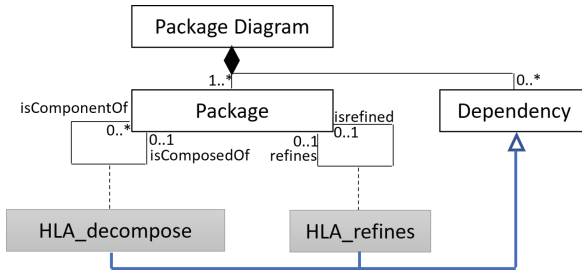 Package Diagram
1..*
0..*
isComponentOf
Package
isrefined
Dependency
0..*
0..1
0..1
0..1
isComposedOf
refines
HLA_decompose
HLA_refines